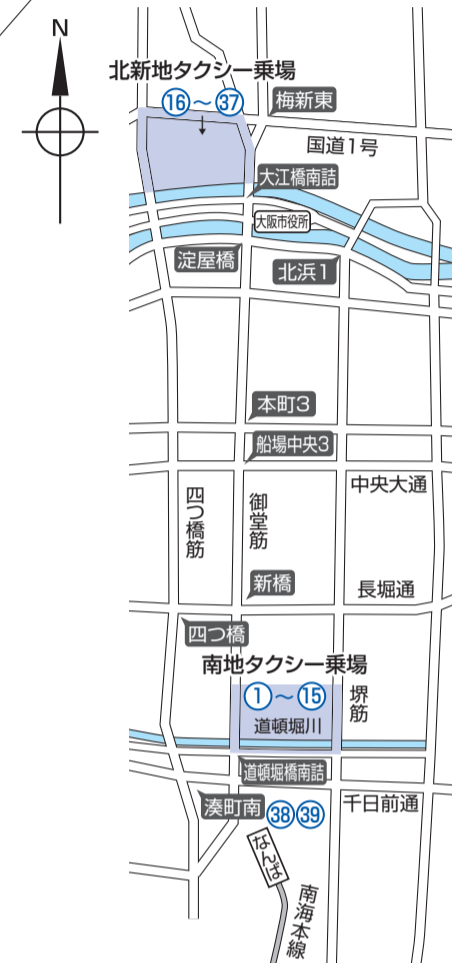 N
北新地タクシー乗場
⑯～㊲
梅新東
国道1号
大江橋南詰
大阪市役所
淀屋橋
北浜1
本町3
船場中央3
中央大通
四つ橋筋
御堂筋
新橋
長堀通
四つ橋
南地タクシー乗場
①～⑮
堺筋
道頓堀川
道頓堀橋南詰
湊町南
㊳㊴
千日前通
なんば
南海本線